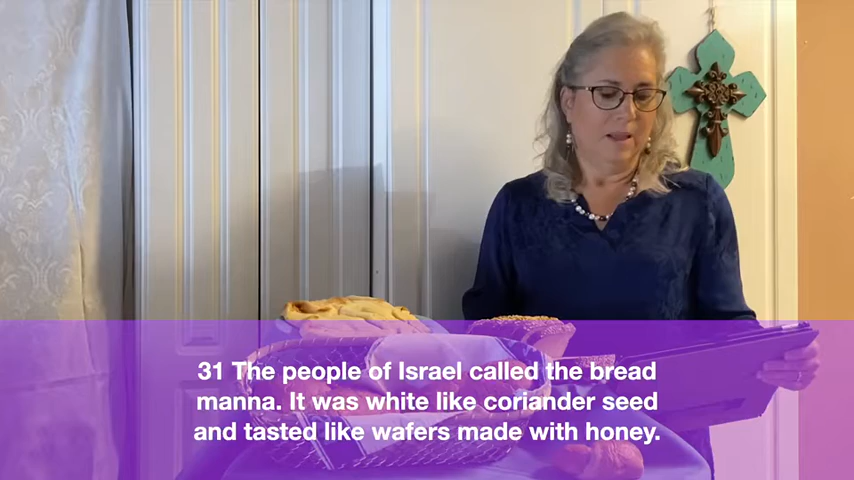 31 The people of Israel called the bread
manna. It was white like coriander seed
and tasted like wafers made with honey.